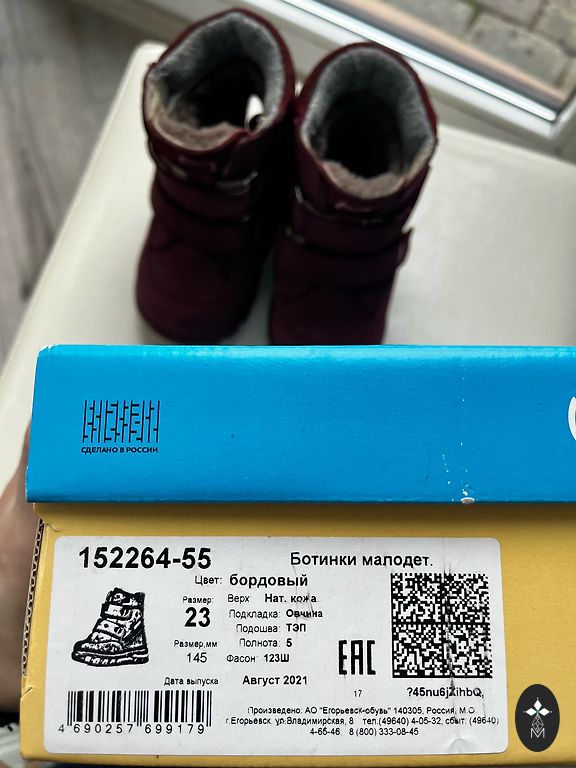 СДЕЛАНО В РОССИИ
152264-55 Ботинки малодет.
Цвет: бордовый
Размер: Верх Нат. кожа
23 Подкладка: Овчина
Подошва: ТЭП
Размер,мм Полнота: 5
145 Фасон: 123Ш
ЕАС
Дата выпуска Август 2021 17
Произведено: АО "Егорьевск-обувь" 140305, Россия, М.О.
г.Егорьевск ул.Владимирская, 8 тел.(49640) 4-05-32, сбыт: (49640)
4-65-46 8 (800) 333-08-45
4 690257 699179